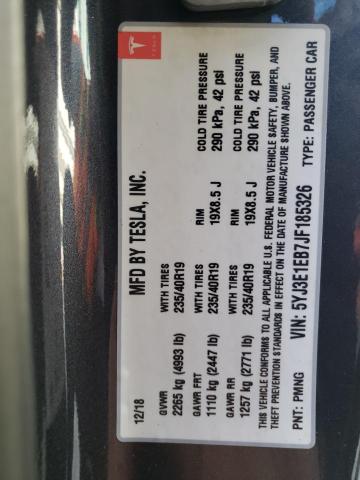 TESLA
MFD BY TESLA, INC.
12/18
GVWR WITH TIRES RIM COLD TIRE PRESSURE
2265 kg (4993 lb) 235/40R19 19X8.5 J 290 kPa, 42 psi
GAWR FRT
1110 kg (2447 lb) 235/40R19
GAWR RR WITH TIRES RIM COLD TIRE PRESSURE
1257 kg (2771 lb) 235/40R19 19X8.5 J 290 kPa, 42 psi
THIS VEHICLE CONFORMS TO ALL APPLICABLE U.S. FEDERAL MOTOR VEHICLE SAFETY, BUMPER, AND
THEFT PREVENTION STANDARDS IN EFFECT ON THE DATE OF MANUFACTURE SHOWN ABOVE.
PNT: PMNG VIN: 5YJ3E1EB7JF185326 TYPE: PASSENGER CAR